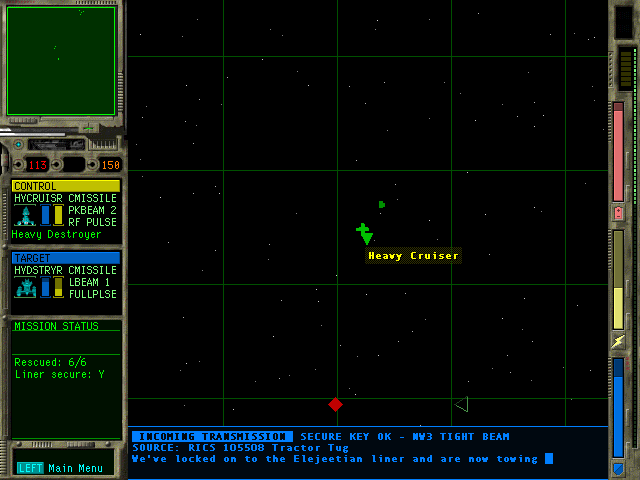 113
150
CONTROL
HVCRUISR CMISSILE
PKBEAM 2
RF PULSE
Heavy Destroyer
TARGET
HYDSTRYR CMISSILE
LBEAM 1
FULLPLSE
MISSION STATUS
Rescued: 6/6
Liner secure: Y
LEFT Main Menu
Heavy Cruiser
INCOMING TRANSMISSION SECURE KEY OK - NW3 TIGHT BEAM
SOURCE: RICS 105508 Tractor Tug
We've locked on to the Elejeetian liner and are now towing